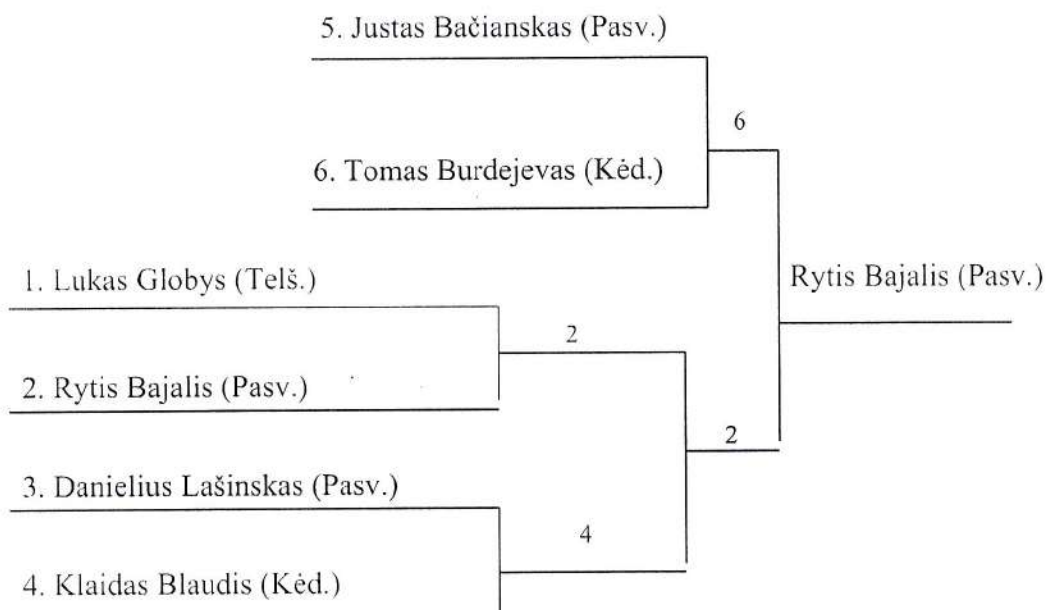 5. Justas Bačianskas (Pasv.)
6
6. Tomas Burdejevas (Kėd.)
1. Lukas Globys (Telš.)
Rytis Bajalis (Pasv.)
2
2. Rytis Bajalis (Pasv.)
2
3. Danielius Lašinskas (Pasv.)
4
4. Klaidas Blaudis (Kėd.)